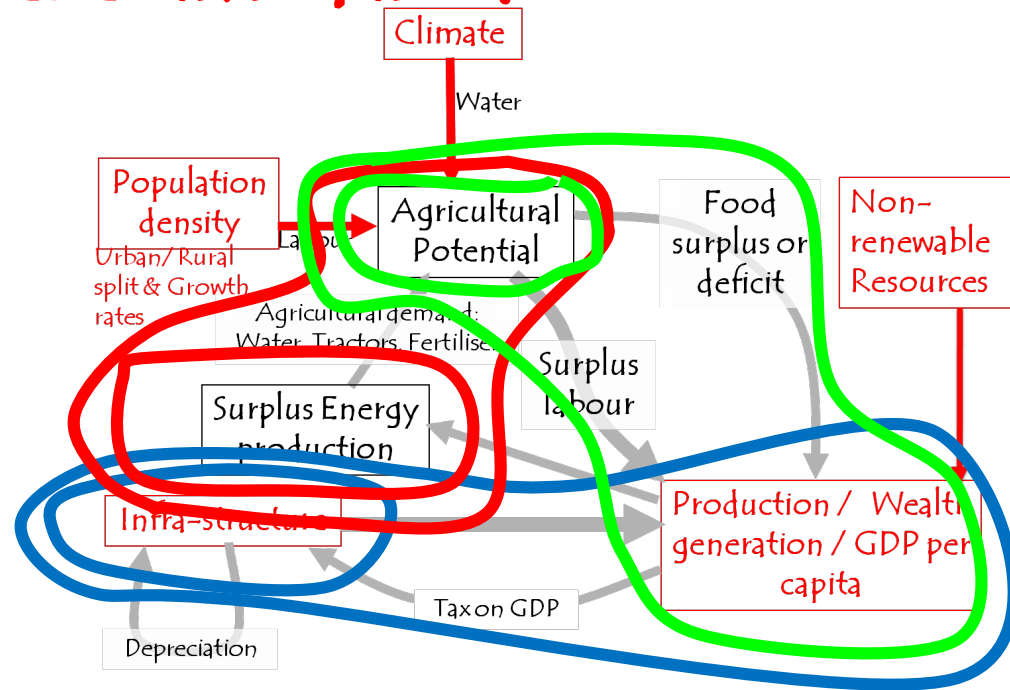 Climate
Water
Population
density
Urban/ Rural
split & Growth
rates
Agricultural
Potential
Food
surplus or
deficit
Non-
renewable
Resources
Agricultural demand:
Water, Tractors,
Surplus
labour
Surplus Energy
production
Infra-structure
Production / Wealth
generation / GDP per
capita
Tax on GDP
Depreciation